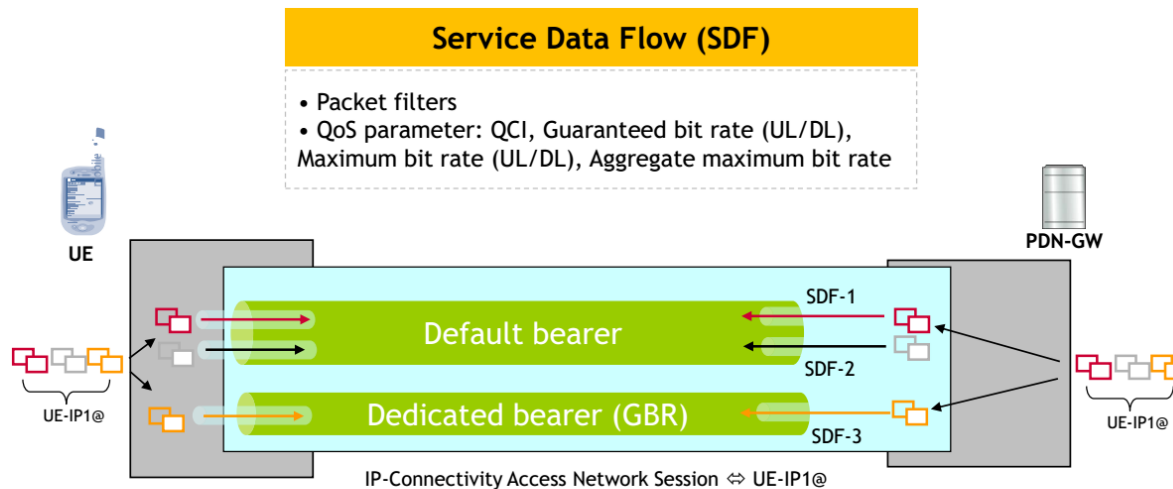 Service Data Flow (SDF)
• Packet filters
• QoS parameter: QCI, Guaranteed bit rate (UL/DL),
Maximum bit rate (UL/DL), Aggregate maximum bit rate
UE
PDN-GW
SDF-1
Default bearer
SDF-2
UE-IP1@
UE-IP1@
Dedicated bearer (GBR)
SDF-3
IP-Connectivity Access Network Session ⇔ UE-IP1@